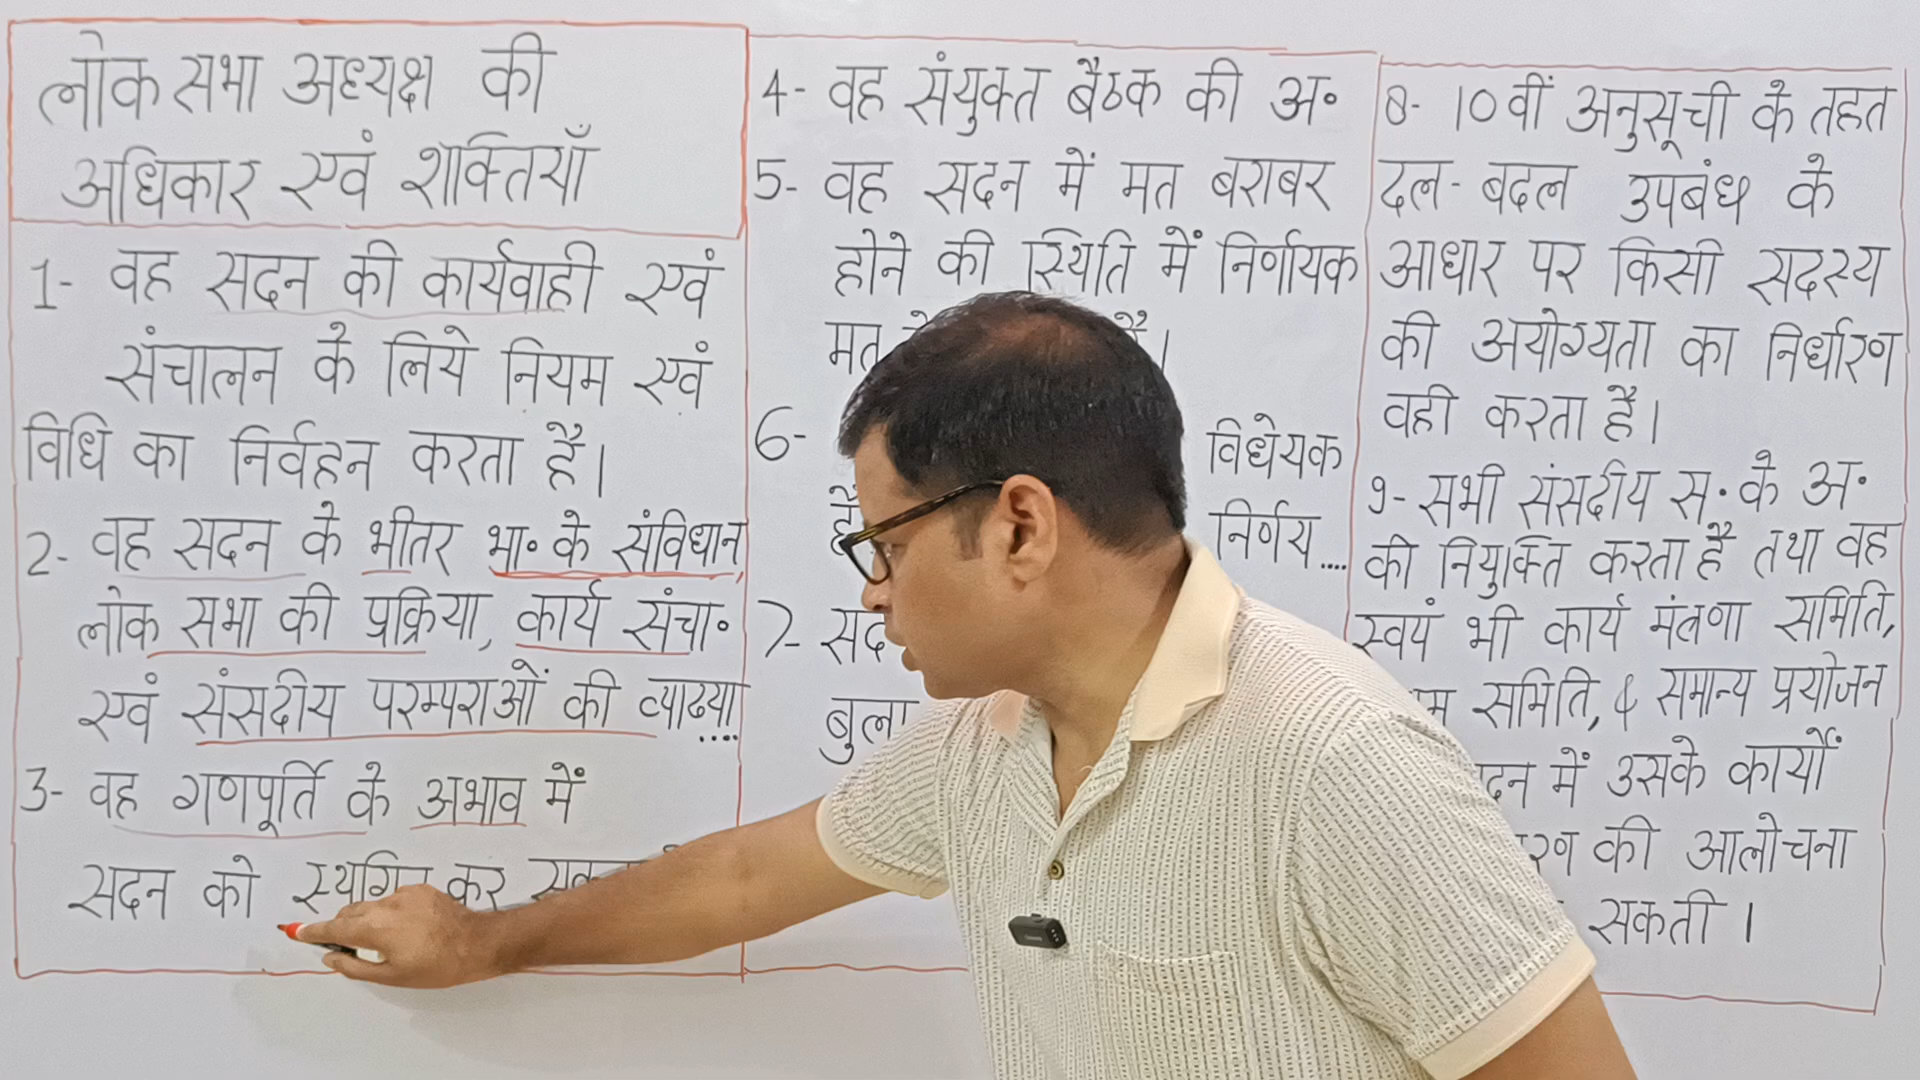 लोक सभा अध्यक्ष की
अधिकार एवं शक्तियाँ
1- वह सदन की कार्यवाही एवं
संचालन के लिये नियम एवं
विधि का निर्वहन करता है।
2- वह सदन के भीतर भा॰ के संविधान,
लोक सभा की प्रक्रिया, कार्य संचा॰
एवं संसदीय परम्पराओं की व्याख्या....
3- वह गणपूर्ति के अभाव में
सदन को स्थगित कर
4- वह संयुक्त बैठक की अ॰
5- वह सदन में मत बराबर
होने की स्थिति में निर्णायक
मत है।
6- विधेयक
है निर्णय....
7- सद
बुला
8- 10वीं अनुसूची के तहत
दल-बदल उपबंध के
आधार पर किसी सदस्य
की अयोग्यता का निर्धारण
वही करता है।
9- सभी संसदीय स॰ के अ॰
की नियुक्ति करता है तथा वह
स्वयं भी कार्य मंत्रणा समिति,
म समिति, & समान्य प्रयोजन
दन में उसके कार्यों
रण की आलोचना
सकती।